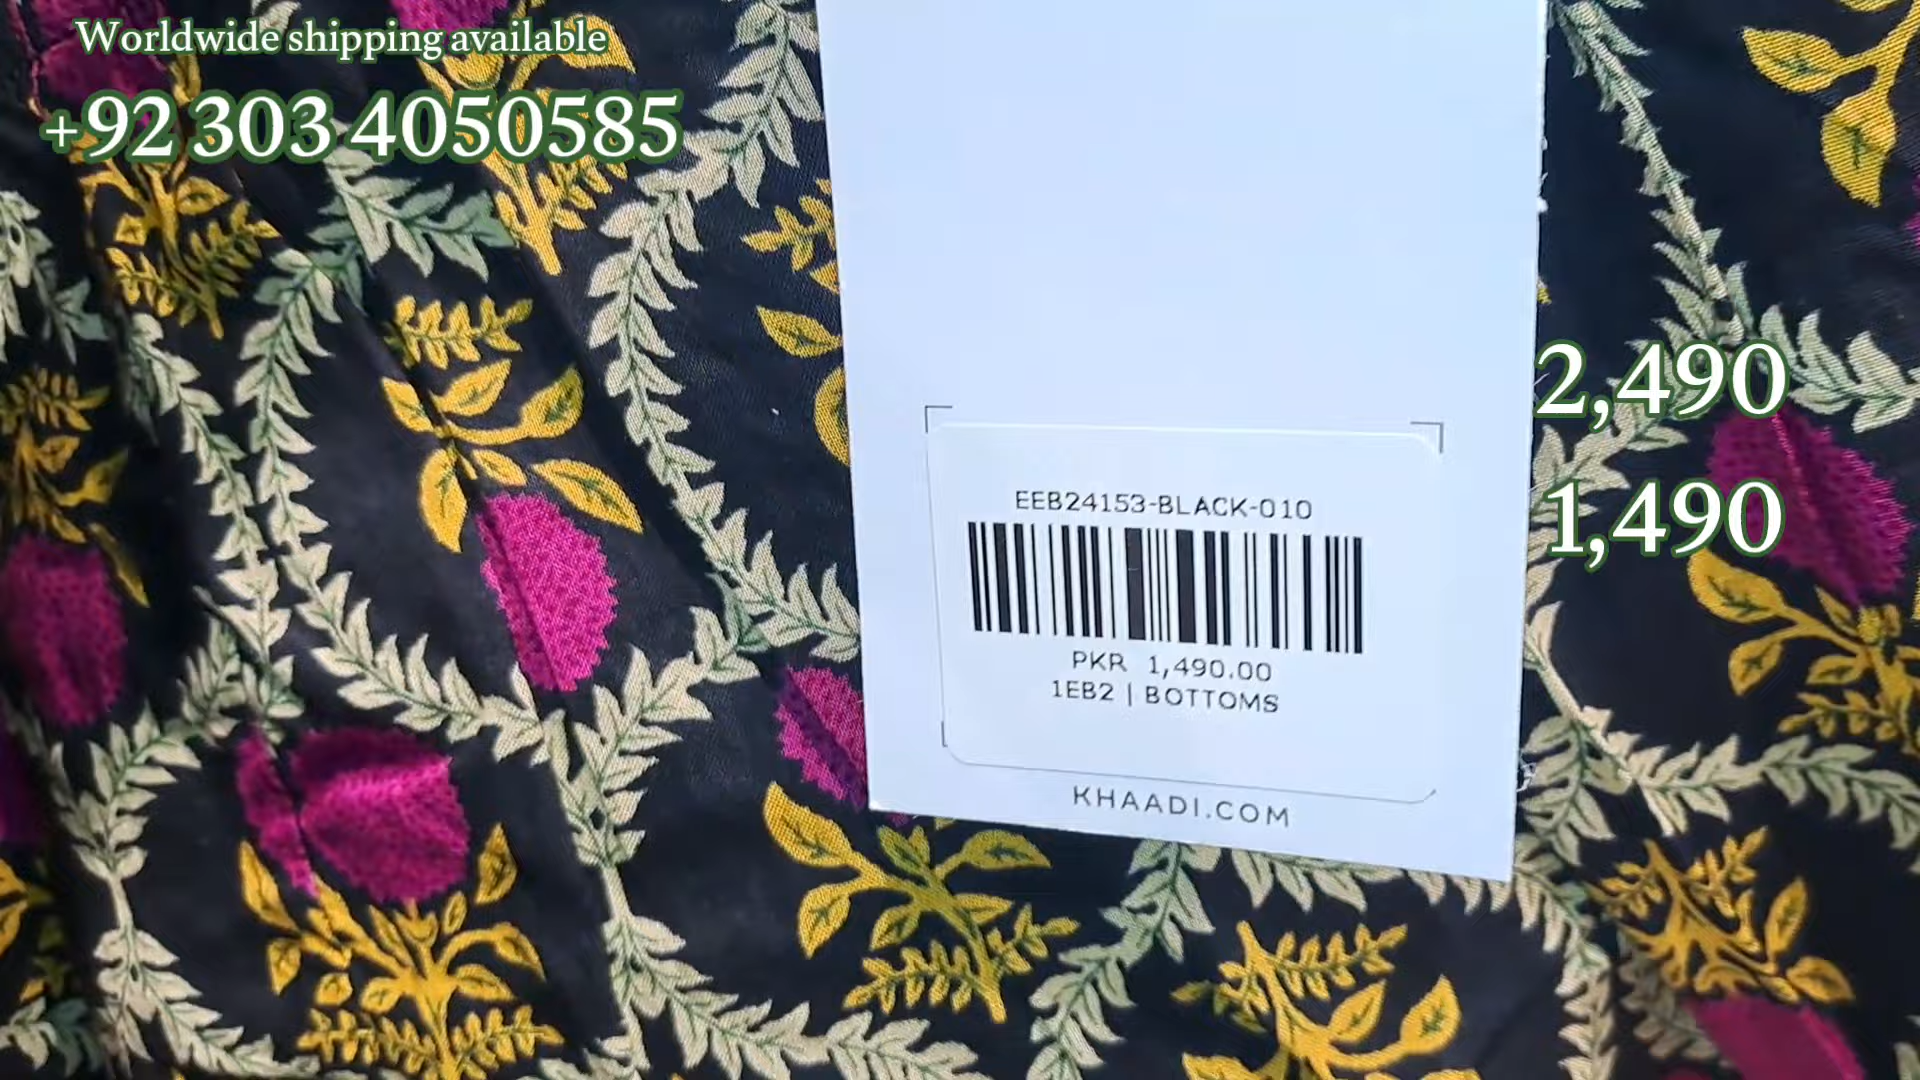 Worldwide shipping available
+92 303 4050585
2,490
1,490
EEB24153-BLACK-010
PKR 1,490.00
1EB2 | BOTTOMS
KHAADI.COM